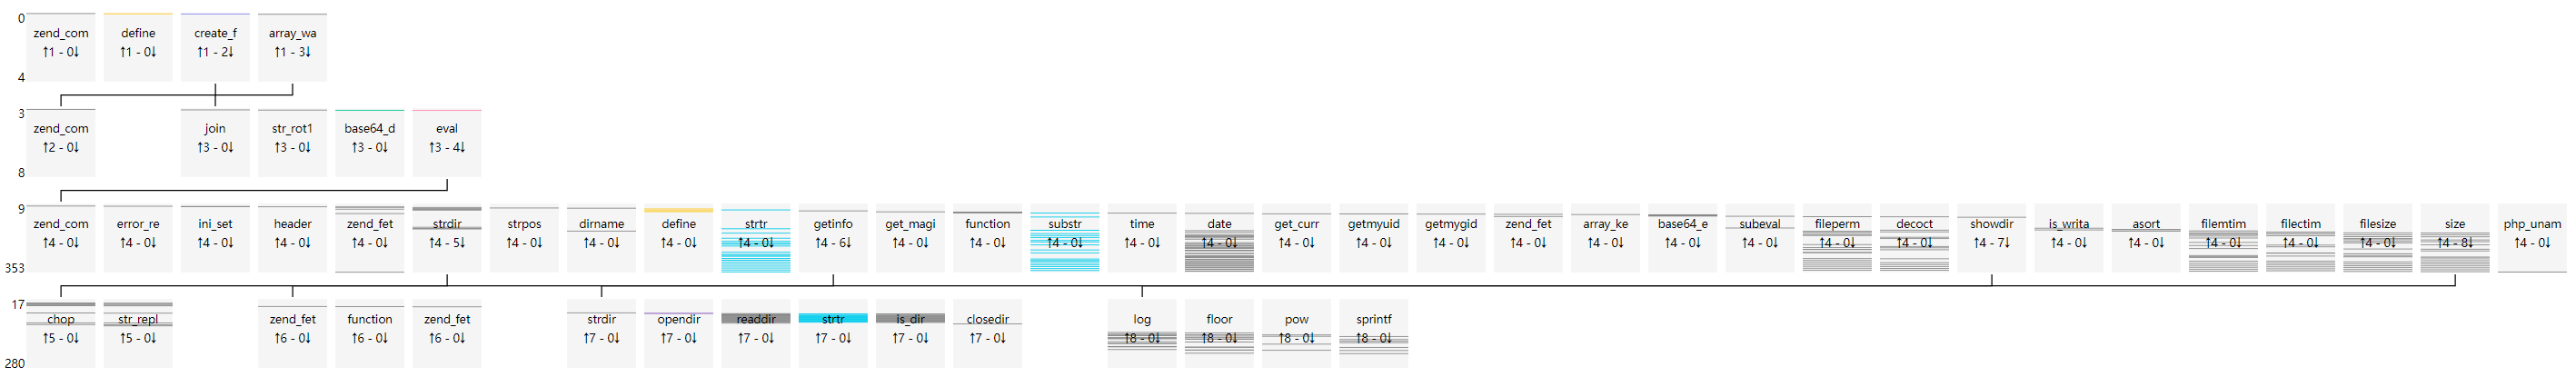 0
zend_com define create_f array_wa
↑1 - 0↓ ↑1 - 0↓ ↑1 - 2↓ ↑1 - 3↓
4
3
zend_com join str_rot1 base64_d eval
↑2 - 0↓ ↑3 - 0↓ ↑3 - 0↓ ↑3 - 0↓ ↑3 - 4↓
8
9
zend_com error_re ini_set header zend_fet strdir strpos dirname define strtr getinfo get_magi function substr time date get_curr getmyuid getmygid zend_fet array_ke base64_e subeval fileperm decoct showdir is_writa asort filemtim filectim filesize size php_unam
↑4 - 0↓ ↑4 - 0↓ ↑4 - 0↓ ↑4 - 0↓ ↑4 - 0↓ ↑4 - 5↓ ↑4 - 0↓ ↑4 - 0↓ ↑4 - 0↓ ↑4 - 0↓ ↑4 - 6↓ ↑4 - 0↓ ↑4 - 0↓ ↑4 - 0↓ ↑4 - 0↓ ↑4 - 0↓ ↑4 - 0↓ ↑4 - 0↓ ↑4 - 0↓ ↑4 - 0↓ ↑4 - 0↓ ↑4 - 0↓ ↑4 - 0↓ ↑4 - 0↓ ↑4 - 0↓ ↑4 - 7↓ ↑4 - 0↓ ↑4 - 0↓ ↑4 - 0↓ ↑4 - 0↓ ↑4 - 0↓ ↑4 - 8↓ ↑4 - 0↓
353
17
chop str_repl zend_fet function zend_fet strdir opendir readdir strtr is_dir closedir log floor pow sprintf
↑5 - 0↓ ↑5 - 0↓ ↑6 - 0↓ ↑6 - 0↓ ↑6 - 0↓ ↑7 - 0↓ ↑7 - 0↓ ↑7 - 0↓ ↑7 - 0↓ ↑7 - 0↓ ↑7 - 0↓ ↑8 - 0↓ ↑8 - 0↓ ↑8 - 0↓ ↑8 - 0↓
280